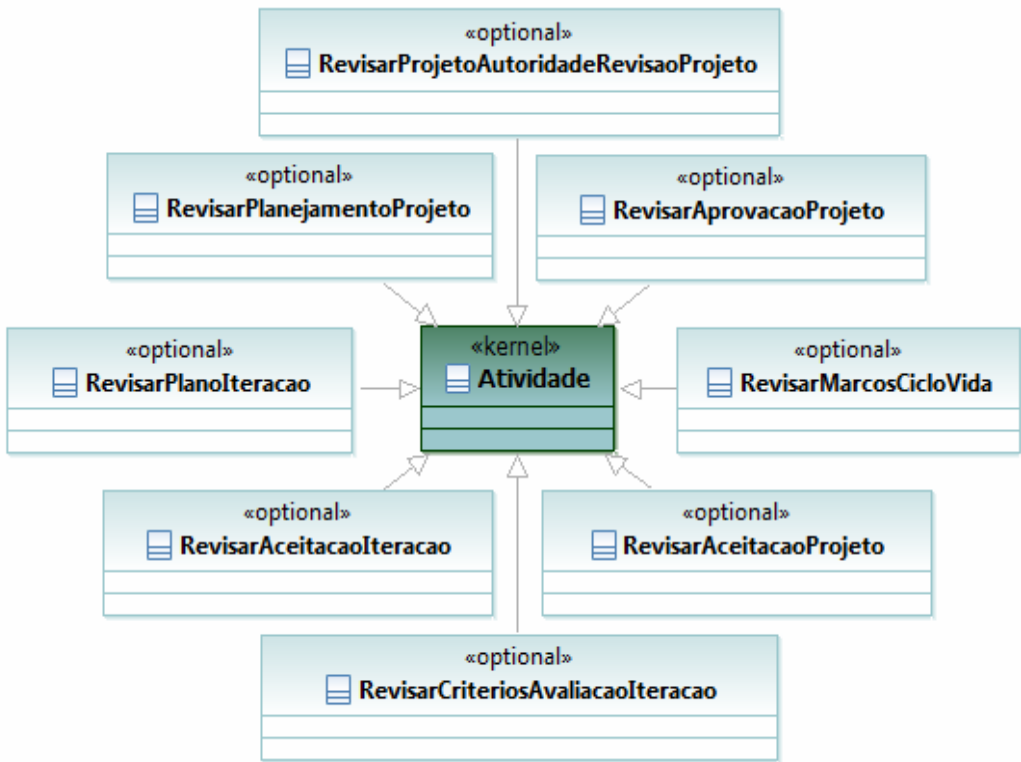 «optional»
RevisarProjetoAutoridadeRevisaoProjeto
«optional»
RevisarPlanejamentoProjeto
«optional»
RevisarAprovacaoProjeto
«optional»
RevisarPlanoIteracao
«kernel»
Atividade
«optional»
RevisarMarcosCicloVida
«optional»
RevisarAceitacaoIteracao
«optional»
RevisarAceitacaoProjeto
«optional»
RevisarCriteriosAvaliacaoIteracao